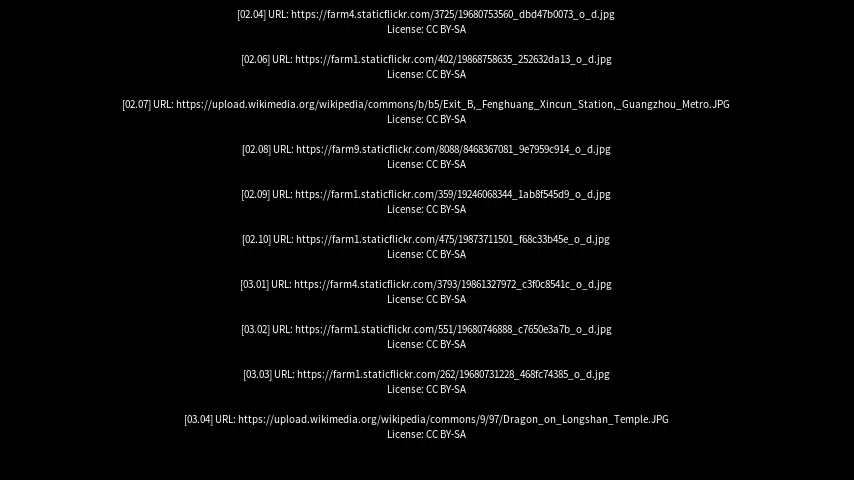 [02.04] URL: https://farm4.staticflickr.com/3725/19680753560_dbd47b0073_o_d.jpg
License: CC BY-SA
[02.06] URL: https://farm1.staticflickr.com/402/19868758635_252632da13_o_d.jpg
License: CC BY-SA
[02.07] URL: https://upload.wikimedia.org/wikipedia/commons/b/b5/Exit_B,_Fenghuang_Xincun_Station,_Guangzhou_Metro.JPG
License: CC BY-SA
[02.08] URL: https://farm9.staticflickr.com/8088/8468367081_9e7959c914_o_d.jpg
License: CC BY-SA
[02.09] URL: https://farm1.staticflickr.com/359/19246068344_1ab8f545d9_o_d.jpg
License: CC BY-SA
[02.10] URL: https://farm1.staticflickr.com/475/19873711501_f68c33b45e_o_d.jpg
License: CC BY-SA
[03.01] URL: https://farm4.staticflickr.com/3793/19861327972_c3f0c8541c_o_d.jpg
License: CC BY-SA
[03.02] URL: https://farm1.staticflickr.com/551/19680746888_c7650e3a7b_o_d.jpg
License: CC BY-SA
[03.03] URL: https://farm1.staticflickr.com/262/19680731228_468fc74385_o_d.jpg
License: CC BY-SA
[03.04] URL: https://upload.wikimedia.org/wikipedia/commons/9/97/Dragon_on_Longshan_Temple.JPG
License: CC BY-SA